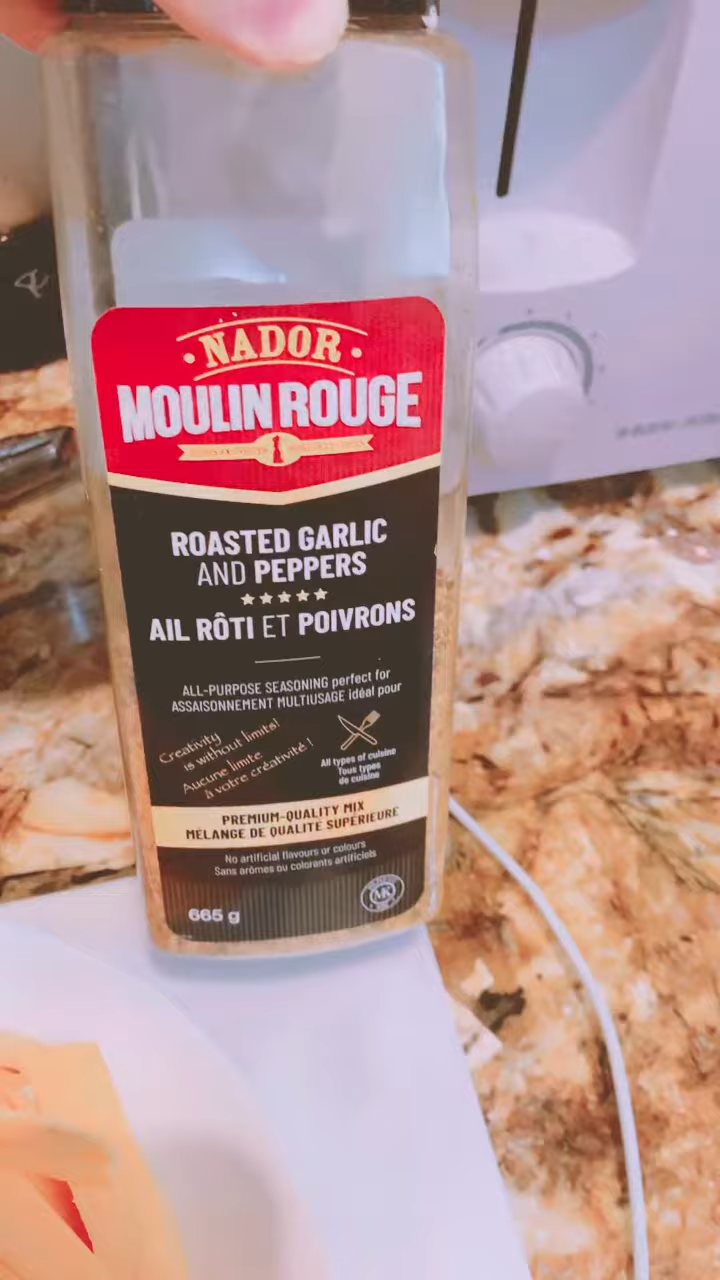 NADOR
MOULIN ROUGE
ROASTED GARLIC
AND PEPPERS
AIL RÔTI ET POIVRONS
ALL-PURPOSE SEASONING perfect for
ASSAISONNEMENT MULTIUSAGE idéal pour
Creativity
is without limits!
Aucune limite
à votre créativité !
All types of cuisine
Tous types
de cuisine
PREMIUM-QUALITY MIX
MÉLANGE DE QUALITÉ SUPÉRIEURE
No artificial flavours or colours
Sans arômes ou colorants artificiels
MK
665 g